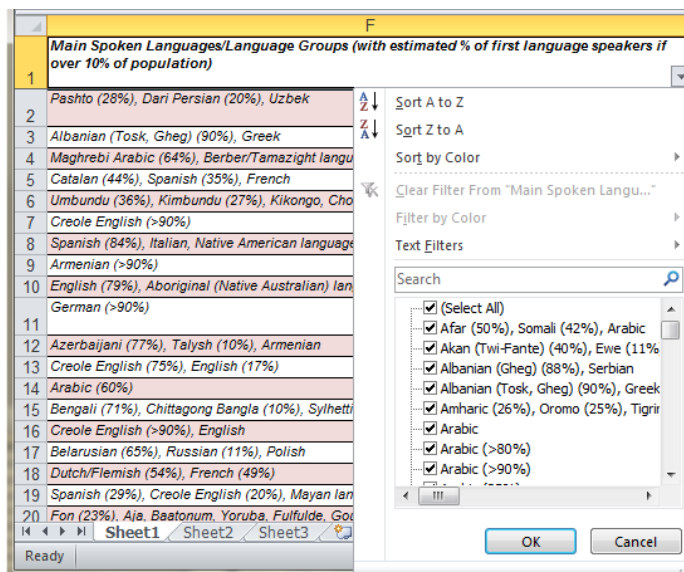 F
1 Main Spoken Languages/Language Groups (with estimated % of first language speakers if
over 10% of population)
2 Pashto (28%), Dari Persian (20%), Uzbek
3 Albanian (Tosk, Gheg) (90%), Greek
4 Maghrebi Arabic (64%), Berber/Tamazight langu
5 Catalan (44%), Spanish (35%), French
6 Umbundu (36%), Kimbundu (27%), Kikongo, Cho
7 Creole English (>90%)
8 Spanish (84%), Italian, Native American language
9 Armenian (>90%)
10 English (79%), Aboriginal (Native Australian) lan
11 German (>90%)
12 Azerbaijani (77%), Talysh (10%), Armenian
13 Creole English (75%), English (17%)
14 Arabic (60%)
15 Bengali (71%), Chittagong Bangla (10%), Sylhetti
16 Creole English (>90%), English
17 Belarusian (65%), Russian (11%), Polish
18 Dutch/Flemish (54%), French (49%)
19 Spanish (29%), Creole English (20%), Mayan lan
20 Fon (23%), Aja, Baatonum, Yoruba, Fulfulde,
Sheet1 Sheet2 Sheet3
Ready
Sort A to Z
Sort Z to A
Sort by Color
Clear Filter From "Main Spoken Langu..."
Filter by Color
Text Filters
Search
(Select All)
Afar (50%), Somali (42%), Arabic
Akan (Twi-Fante) (40%), Ewe (11%
Albanian (Gheg) (88%), Serbian
Albanian (Tosk, Gheg) (90%), Greek
Amharic (26%), Oromo (25%), Tigrir
Arabic
Arabic (>80%)
Arabic (>90%)
OK Cancel